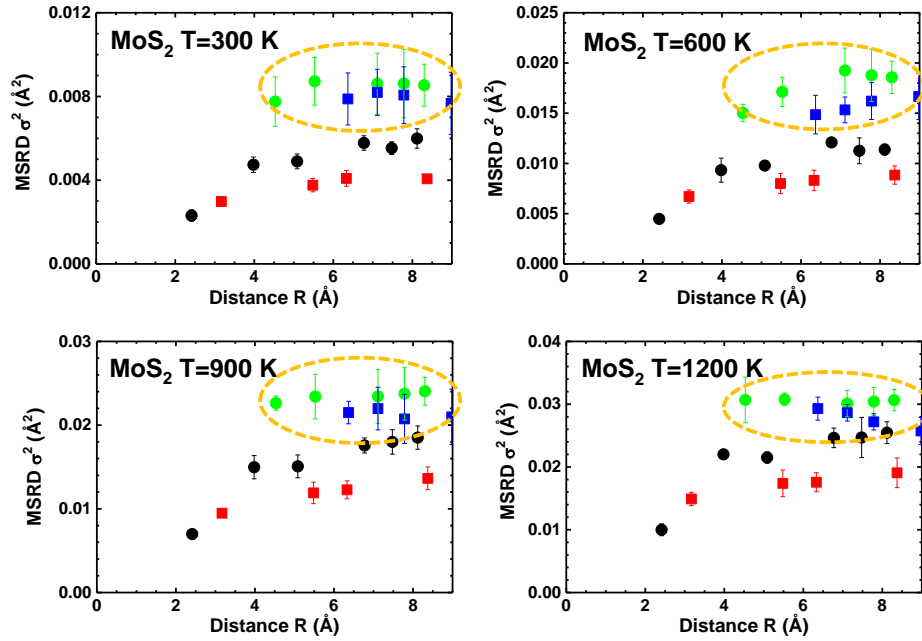 0.012
MoS2 T=300 K
0.008
0.004
0.000
0 2 4 6 8
MSRD σ2 (Å2)
Distance R (Å)
0.020
MoS2 T=600 K
0.025
0.015
0.010
0.005
0.000
0 2 4 6 8
MSRD σ2 (Å2)
Distance R (Å)
0.03
MoS2 T=900 K
0.02
0.01
0.00
0 2 4 6 8
MSRD σ2 (Å2)
Distance R (Å)
0.04
MoS2 T=1200 K
0.03
0.02
0.01
0.00
0 2 4 6 8
MSRD σ2 (Å2)
Distance R (Å)